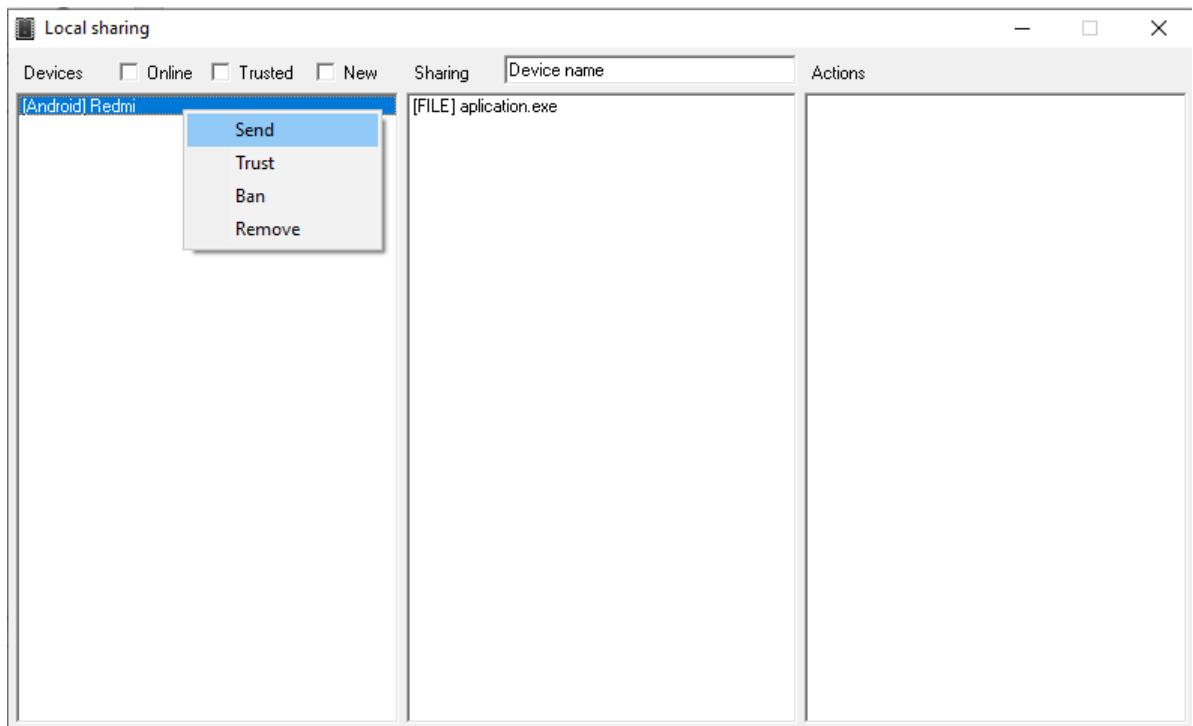 Local sharing
Devices Online Trusted New Sharing Device name Actions
[Android] Redmi [FILE] aplication.exe
Send
Trust
Ban
Remove